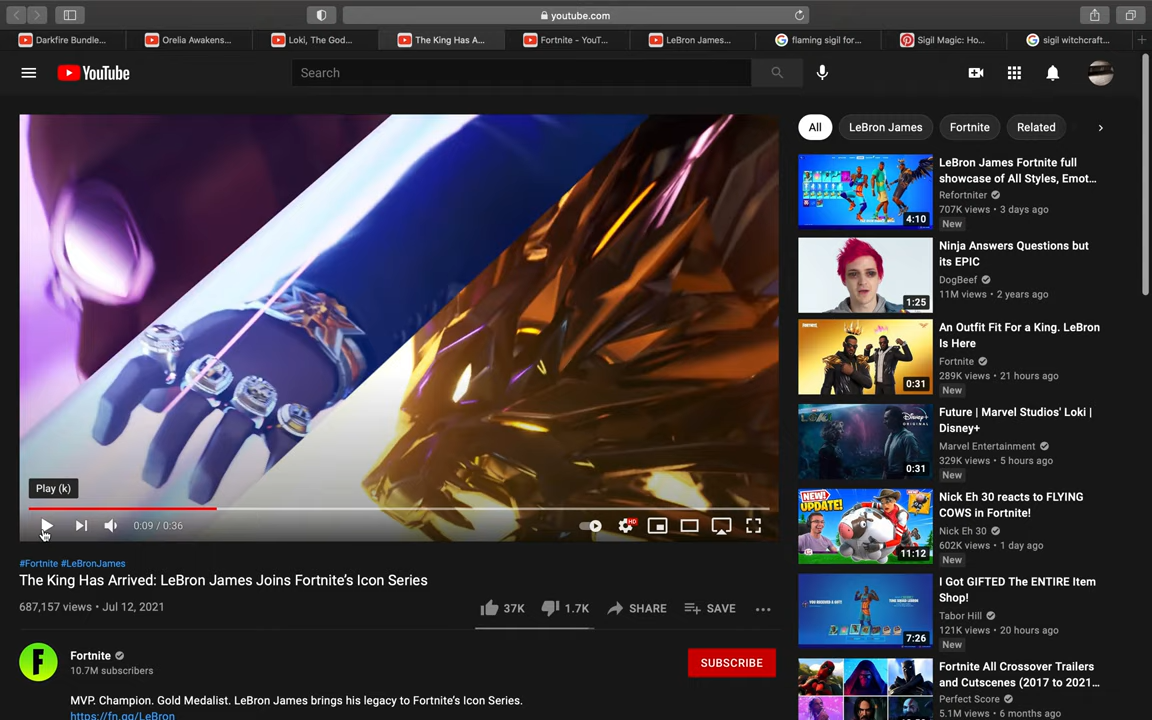 youtube.com
Darkfire Bundle...
Orelia Awakens...
Loki, The God...
The King Has A...
Fortnite - YouT...
LeBron James...
flaming sigil for...
Sigil Magic: Ho...
sigil witchcraft...
YouTube
Search
All
LeBron James
Fortnite
Related
Play (k)
0:09 / 0:36
HD
#Fortnite #LeBronJames
The King Has Arrived: LeBron James Joins Fortnite's Icon Series
687,157 views • Jul 12, 2021
37K
1.7K
SHARE
SAVE
Fortnite
10.7M subscribers
SUBSCRIBE
MVP. Champion. Gold Medalist. LeBron James brings his legacy to Fortnite's Icon Series.
https://fn.gg/LeBron
4:10
LeBron James Fortnite full
showcase of All Styles, Emot...
Refortniter
707K views • 3 days ago
New
1:25
Ninja Answers Questions but
its EPIC
DogBeef
11M views • 2 years ago
0:31
An Outfit Fit For a King. LeBron
Is Here
Fortnite
289K views • 21 hours ago
New
Disney+
0:31
Future | Marvel Studios' Loki |
Disney+
Marvel Entertainment
329K views • 5 hours ago
New
NEW!
UPDATE!
11:12
Nick Eh 30 reacts to FLYING
COWS in Fortnite!
Nick Eh 30
602K views • 1 day ago
New
7:26
I Got GIFTED The ENTIRE Item
Shop!
Tabor Hill
121K views • 20 hours ago
New
Fortnite All Crossover Trailers
and Cutscenes (2017 to 2021...
Perfect Score
5.1M views • 6 months ago